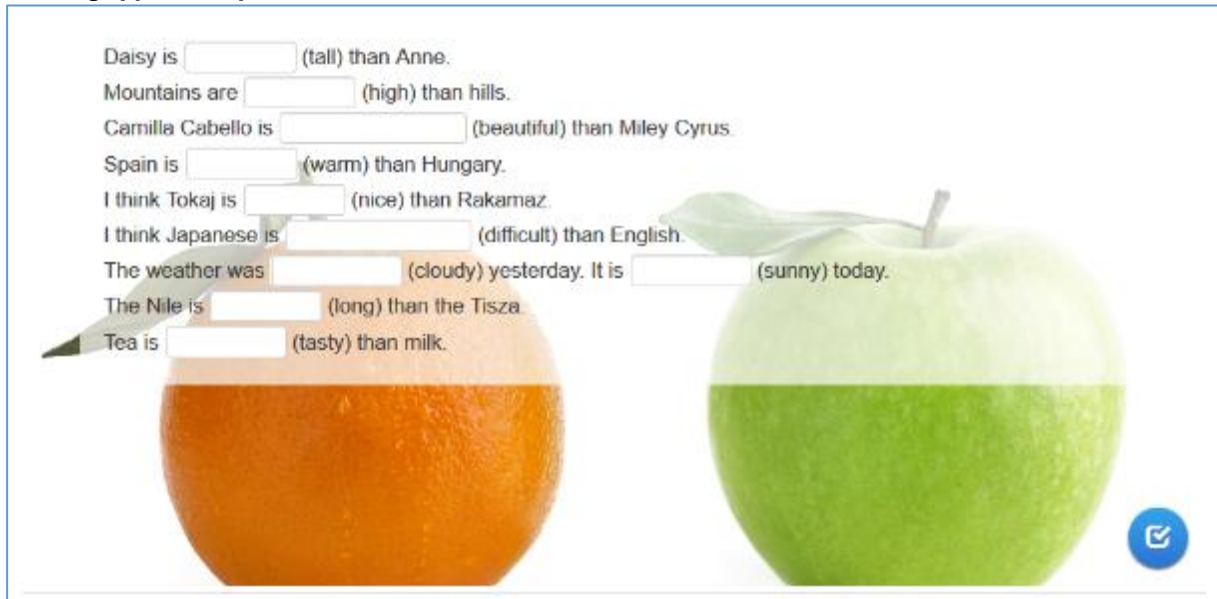 Daisy is (tall) than Anne.
Mountains are (high) than hills.
Camilla Cabello is (beautiful) than Miley Cyrus.
Spain is (warm) than Hungary.
I think Tokaj is (nice) than Rakamaz.
I think Japanese is (difficult) than English.
The weather was (cloudy) yesterday. It is (sunny) today.
The Nile is (long) than the Tisza.
Tea is (tasty) than milk.